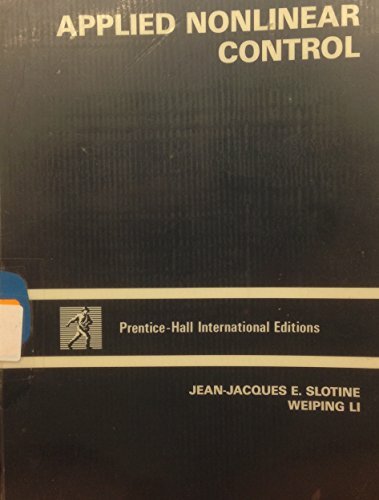 APPLIED NONLINEAR
CONTROL
Prentice-Hall International Editions
JEAN-JACQUES E. SLOTINE
WEIPING LI